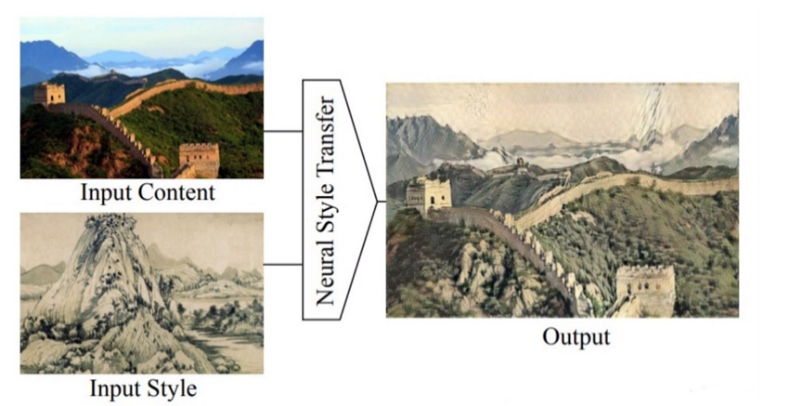 Input Content
Neural Style Transfer
Input Style
Output